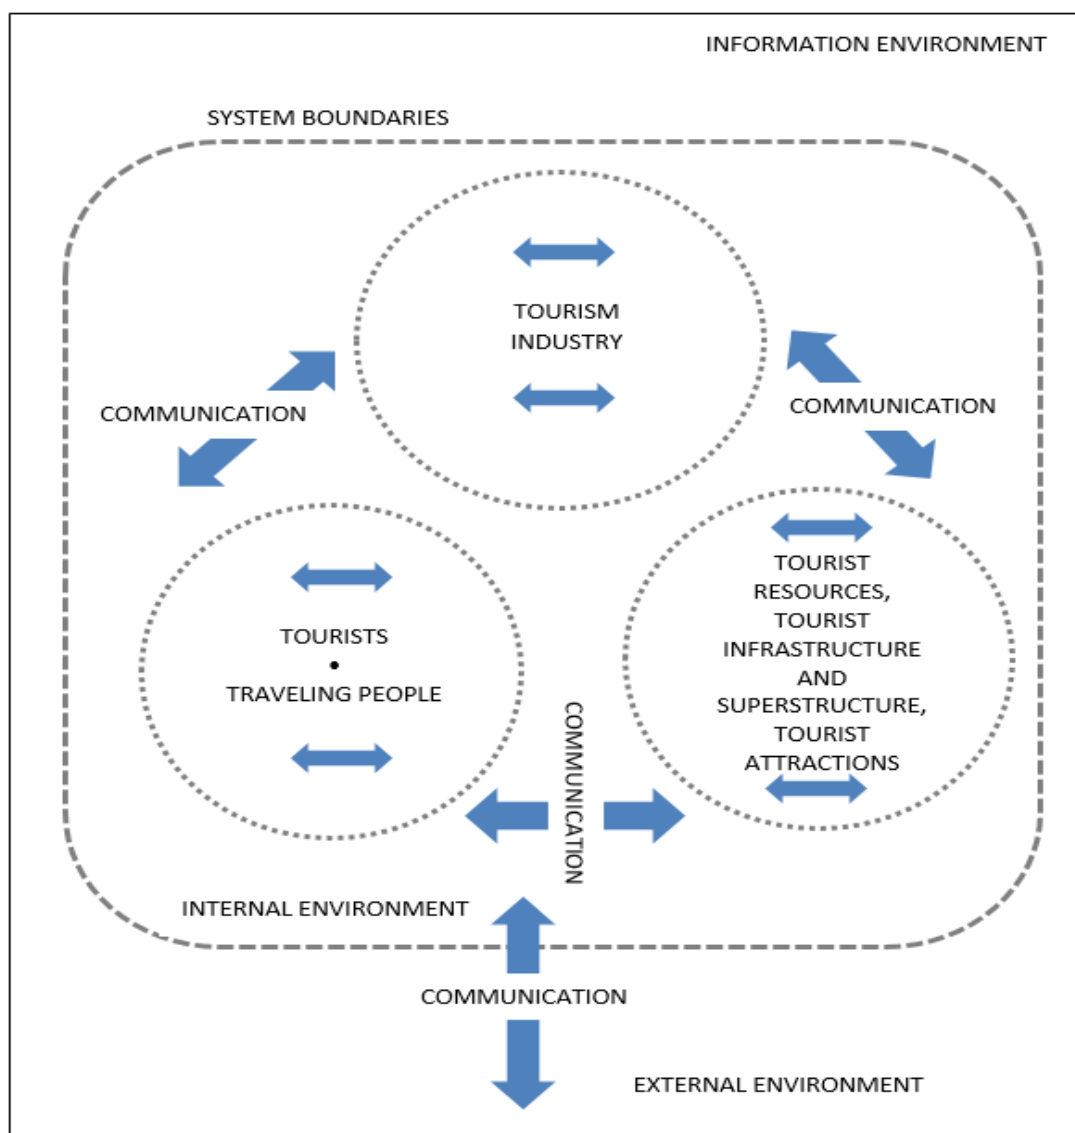 INFORMATION ENVIRONMENT
SYSTEM BOUNDARIES
TOURISM
INDUSTRY
COMMUNICATION
COMMUNICATION
TOURISTS
•
TRAVELING PEOPLE
TOURIST
RESOURCES,
TOURIST
INFRASTRUCTURE
AND
SUPERSTRUCTURE,
TOURIST
ATTRACTIONS
COMMUNICATION
INTERNAL ENVIRONMENT
COMMUNICATION
EXTERNAL ENVIRONMENT